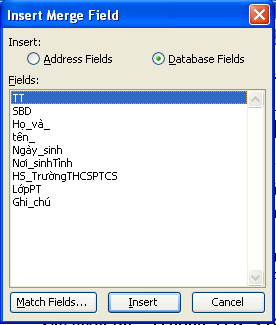 Insert Merge Field
Insert:
Address Fields Database Fields
Fields:
TT
SBD
Họ_và_
tên_
Ngày_sinh
Nơi_sinhTỉnh
HS_TrườngTHCSPTCS
LớpPT
Ghi_chú
Match Fields... Insert Cancel